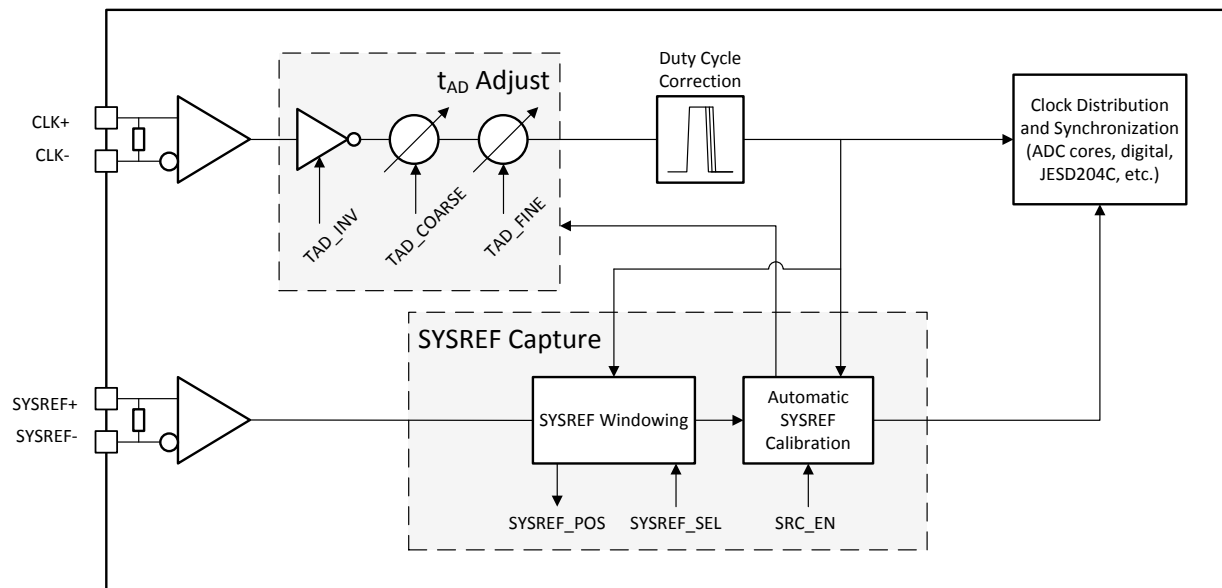 t_AD Adjust
Duty Cycle
Correction
CLK+
CLK-
TAD_INV
TAD_COARSE
TAD_FINE
Clock Distribution
and Synchronization
(ADC cores, digital,
JESD204C, etc.)
SYSREF Capture
SYSREF+
SYSREF-
SYSREF Windowing
Automatic
SYSREF
Calibration
SYSREF_POS
SYSREF_SEL
SRC_EN